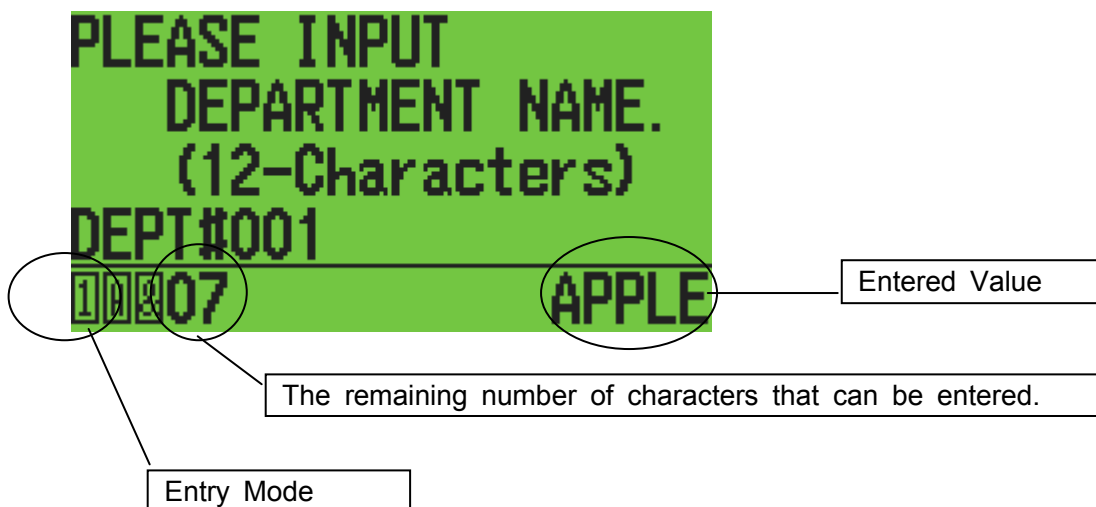 PLEASE INPUT
DEPARTMENT NAME.
(12-Characters)
DEPT#001
1A&07 APPLE
Entered Value
The remaining number of characters that can be entered.
Entry Mode